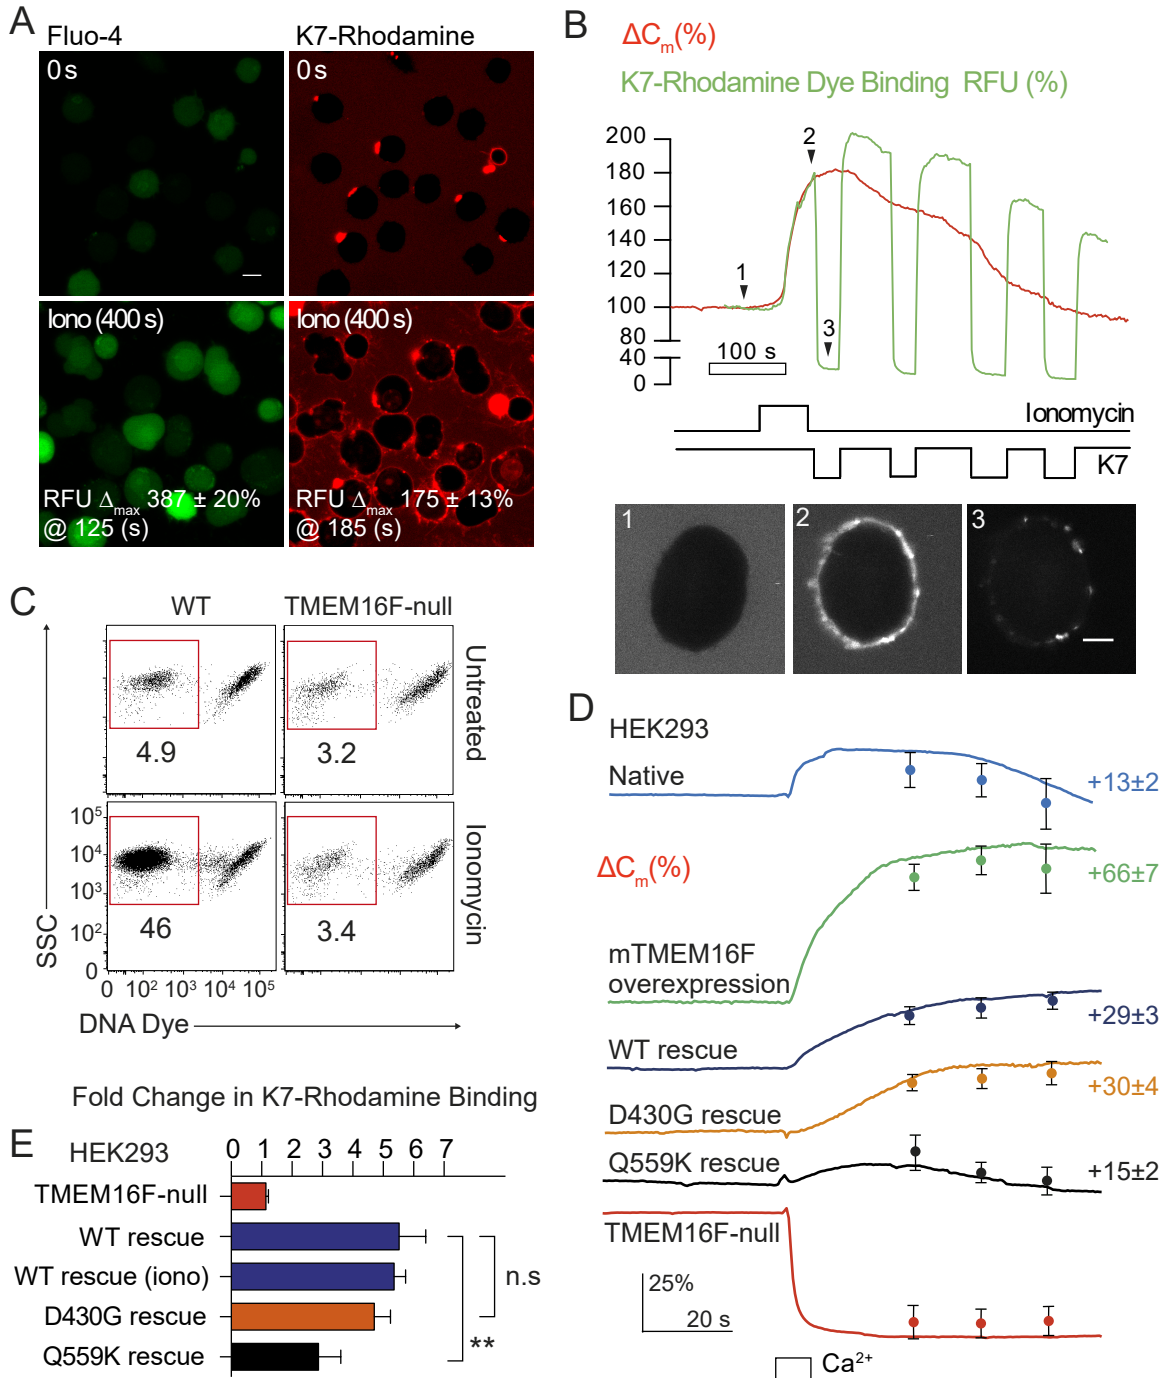 A
Fluo-4
K7-Rhodamine
0 s
0 s
Iono (400 s)
Iono (400 s)
RFU Δmax 387 ± 20%
@ 125 (s)
RFU Δmax 175 ± 13%
@ 185 (s)
B
ΔCm(%)
K7-Rhodamine Dye Binding RFU (%)
200
180
160
140
120
100
80
40
0
1
2
3
100 s
Ionomycin
K7
1
2
3
C
WT
TMEM16F-null
Untreated
4.9
3.2
Ionomycin
46
3.4
10⁵
10⁴
10³
10²
0
0 10² 10³ 10⁴ 10⁵
SSC
DNA Dye
D
HEK293
Native
+13±2
ΔCm(%)
+66±7
mTMEM16F
overexpression
WT rescue
+29±3
D430G rescue
+30±4
Q559K rescue
+15±2
TMEM16F-null
25%
20 s
Ca²⁺
Fold Change in K7-Rhodamine Binding
E
HEK293
0 1 2 3 4 5 6 7
TMEM16F-null
WT rescue
WT rescue (iono)
D430G rescue
Q559K rescue
n.s
**